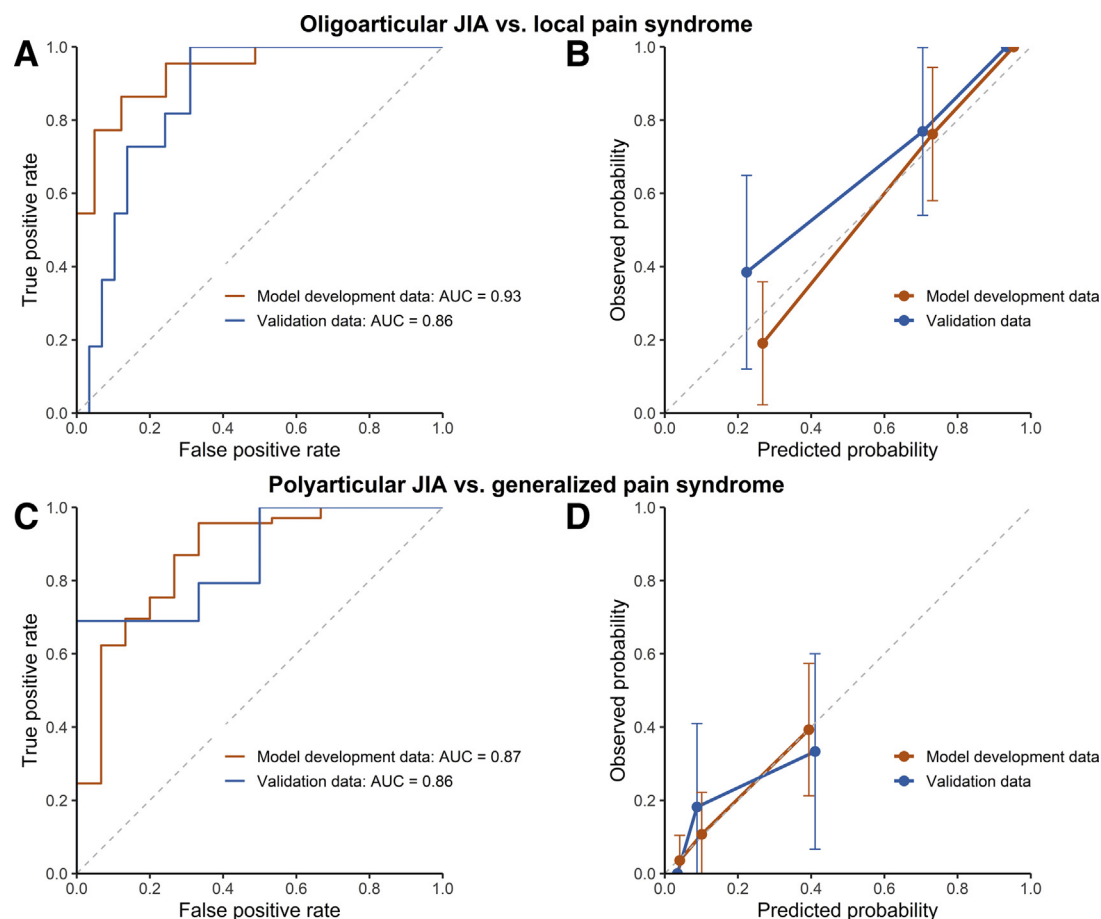 Oligoarticular JIA vs. local pain syndrome
A
1.0
0.8
0.6
0.4
0.2
0.0
True positive rate
0.0 0.2 0.4 0.6 0.8 1.0
False positive rate
Model development data: AUC = 0.93
Validation data: AUC = 0.86
B
1.0
0.8
0.6
0.4
0.2
0.0
Observed probability
0.0 0.2 0.4 0.6 0.8 1.0
Predicted probability
Model development data
Validation data
Polyarticular JIA vs. generalized pain syndrome
C
1.0
0.8
0.6
0.4
0.2
0.0
True positive rate
0.0 0.2 0.4 0.6 0.8 1.0
False positive rate
Model development data: AUC = 0.87
Validation data: AUC = 0.86
D
1.0
0.8
0.6
0.4
0.2
0.0
Observed probability
0.0 0.2 0.4 0.6 0.8 1.0
Predicted probability
Model development data
Validation data